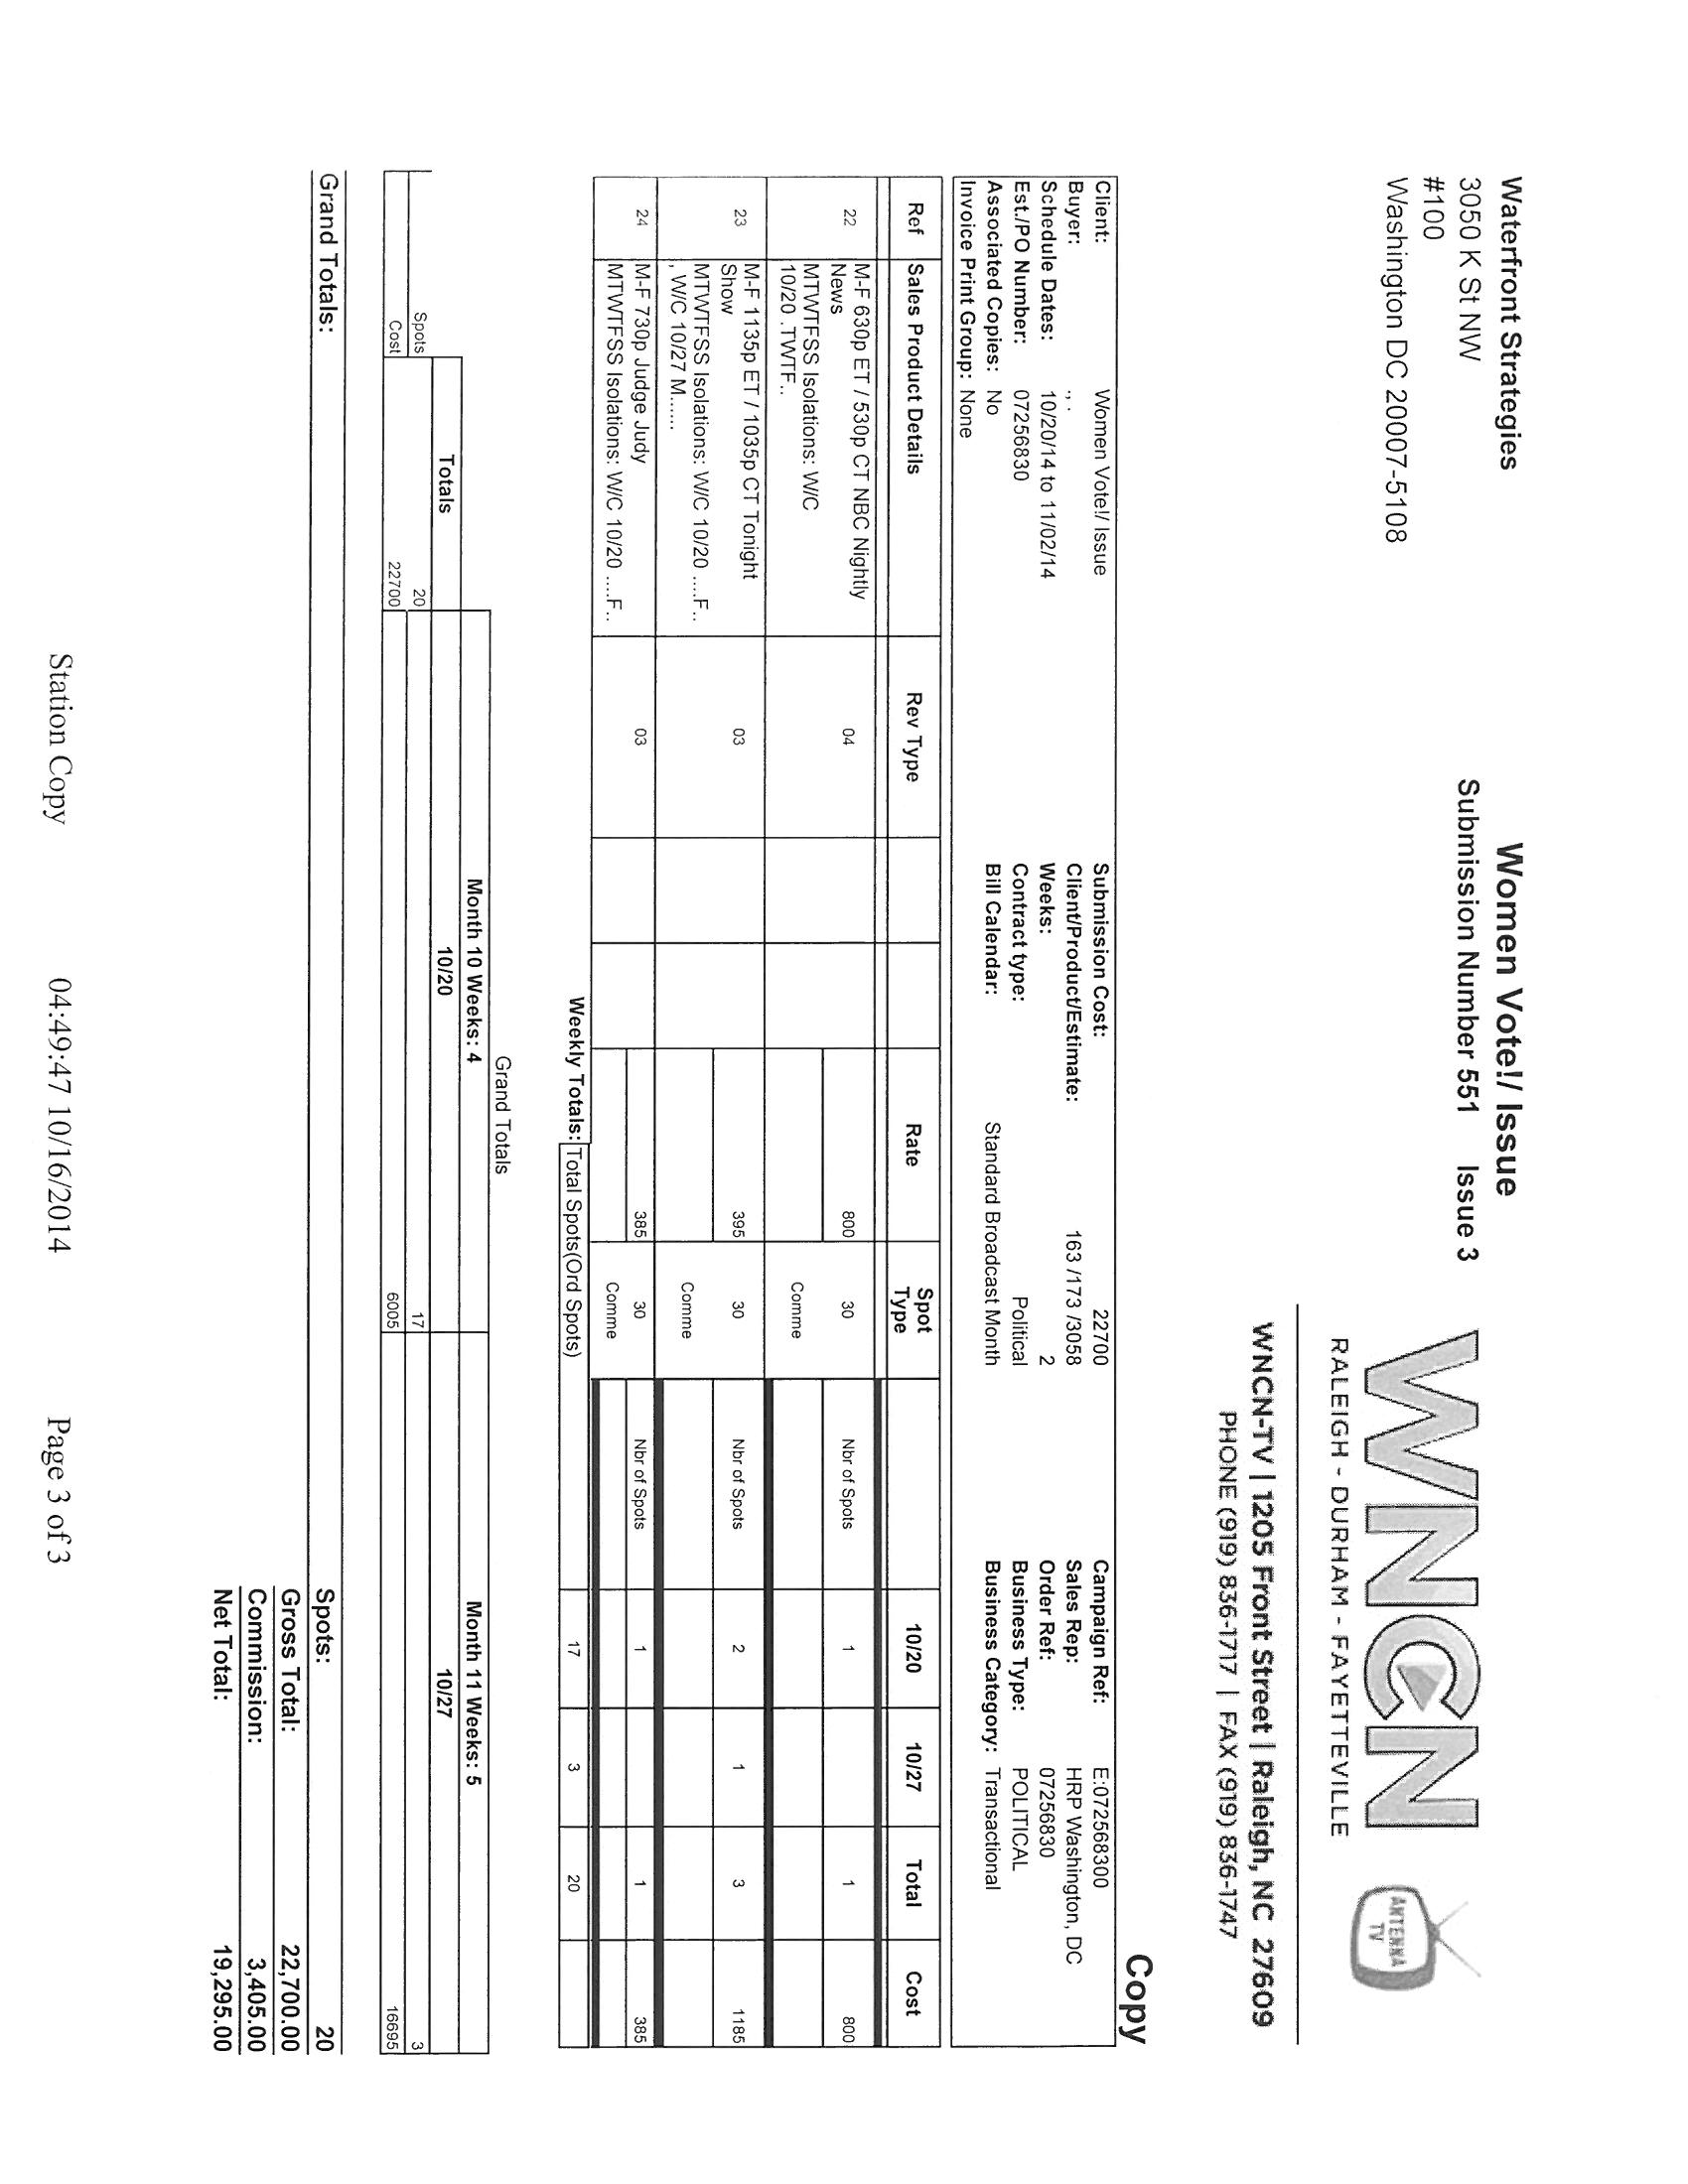 Waterfront Strategies
3050 K St NW
#100
Washington DC 20007-5108
Women Vote!/ Issue
Submission Number 551 Issue 3
WNCN
RALEIGH - DURHAM - FAYETTEVILLE
ANTENNA
TV
WNCN-TV | 1205 Front Street | Raleigh, NC 27609
PHONE (919) 836-1717 | FAX (919) 836-1747
Copy
Client: Women Vote!/ Issue Submission Cost: 22700 Campaign Ref: E:072568300
Buyer: , . Client/Product/Estimate: 163 /173 /3058 Sales Rep: HRP Washington, DC
Schedule Dates: 10/20/14 to 11/02/14 Weeks: 2 Order Ref: 07256830
Est./PO Number: 07256830 Contract type: Political Business Type: POLITICAL
Associated Copies: No Bill Calendar: Standard Broadcast Month Business Category: Transactional
Invoice Print Group: None
Ref Sales Product Details Rev Type Rate Spot Type 10/20 10/27 Total Cost
22 M-F 630p ET / 530p CT NBC Nightly 04 800 30 Nbr of Spots 1 1 800
News
MTWTFSS Isolations: W/C Comme
10/20 .TWTF..
23 M-F 1135p ET / 1035p CT Tonight 03 395 30 Nbr of Spots 2 1 3 1185
Show
MTWTFSS Isolations: W/C 10/20 ....F.. Comme
, W/C 10/27 M......
24 M-F 730p Judge Judy 03 385 30 Nbr of Spots 1 1 385
MTWTFSS Isolations: W/C 10/20 ....F.. Comme
Weekly Totals: Total Spots(Ord Spots) 17 3 20
Grand Totals
Month 10 Weeks: 4 Month 11 Weeks: 5
Totals 10/20 10/27
Spots 20 17 3
Cost 22700 6005 16695
Grand Totals: Spots: 20
Gross Total: 22,700.00
Commission: 3,405.00
Net Total: 19,295.00
Station Copy 04:49:47 10/16/2014 Page 3 of 3